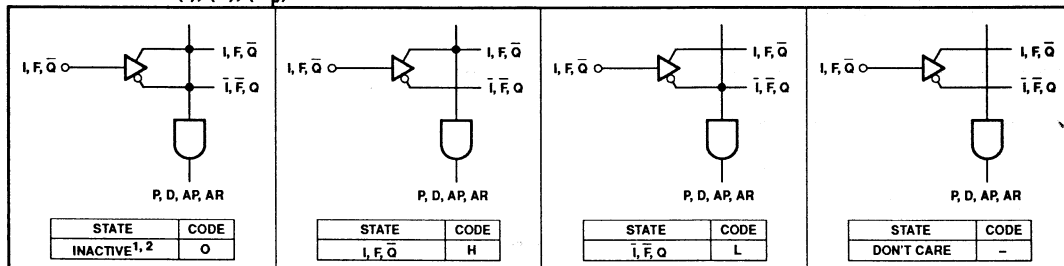 I, F, Q̅
I, F, Q̅
I̅, F̅, Q
P, D, AP, AR
STATE CODE
INACTIVE1, 2 O
I, F, Q̅
I, F, Q̅
I̅, F̅, Q
P, D, AP, AR
STATE CODE
I, F, Q̅ H
I, F, Q̅
I, F, Q̅
I̅, F̅, Q
P, D, AP, AR
STATE CODE
I̅, F̅, Q L
I, F, Q̅
I, F, Q̅
I̅, F̅, Q
P, D, AP, AR
STATE CODE
DON'T CARE –